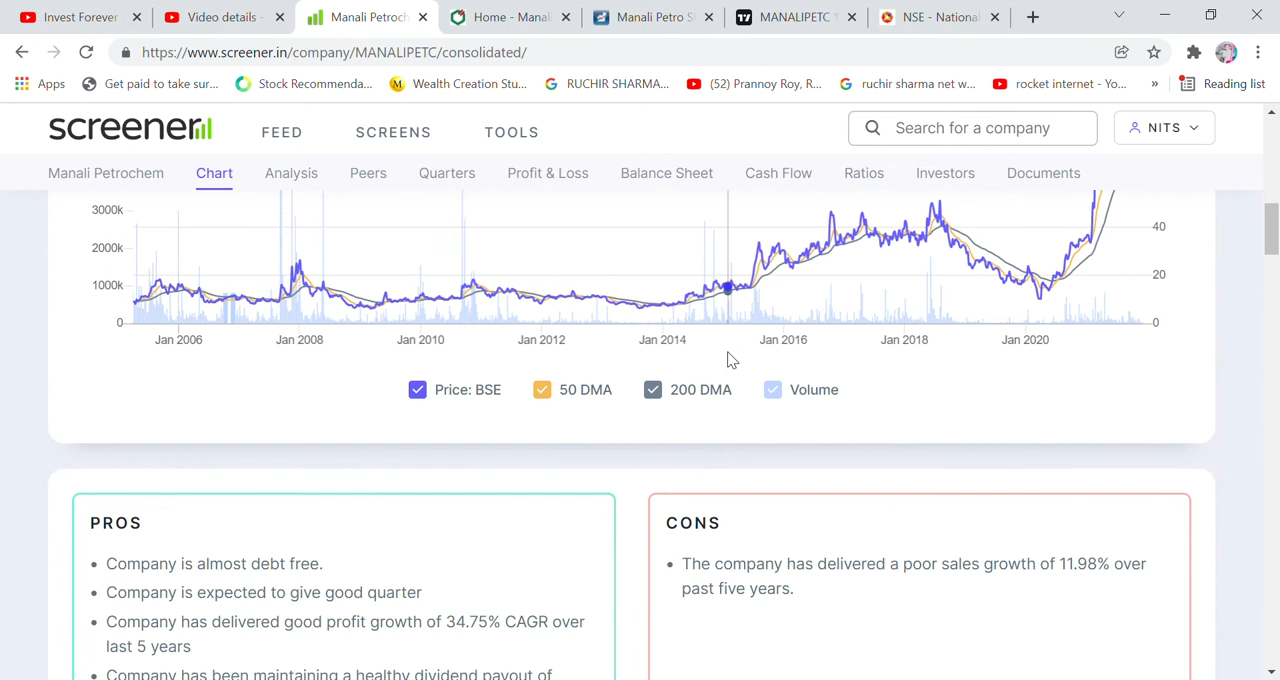 Invest Forever
Video details -
Manali Petroch
Home - Manal
Manali Petro S
MANALIPETC 1
NSE - National
https://www.screener.in/company/MANALIPETC/consolidated/
Apps
Get paid to take sur...
Stock Recommenda...
Wealth Creation Stu...
RUCHIR SHARMA...
(52) Prannoy Roy, R...
ruchir sharma net w...
rocket internet - Yo...
»
Reading list
screener
FEED
SCREENS
TOOLS
Search for a company
NITS
Manali Petrochem
Chart
Analysis
Peers
Quarters
Profit & Loss
Balance Sheet
Cash Flow
Ratios
Investors
Documents
3000k
2000k
1000k
0
40
20
0
Jan 2006
Jan 2008
Jan 2010
Jan 2012
Jan 2014
Jan 2016
Jan 2018
Jan 2020
Price: BSE
50 DMA
200 DMA
Volume
PROS
Company is almost debt free.
Company is expected to give good quarter
Company has delivered good profit growth of 34.75% CAGR over
last 5 years
Company has been maintaining a healthy dividend payout of
CONS
The company has delivered a poor sales growth of 11.98% over
past five years.